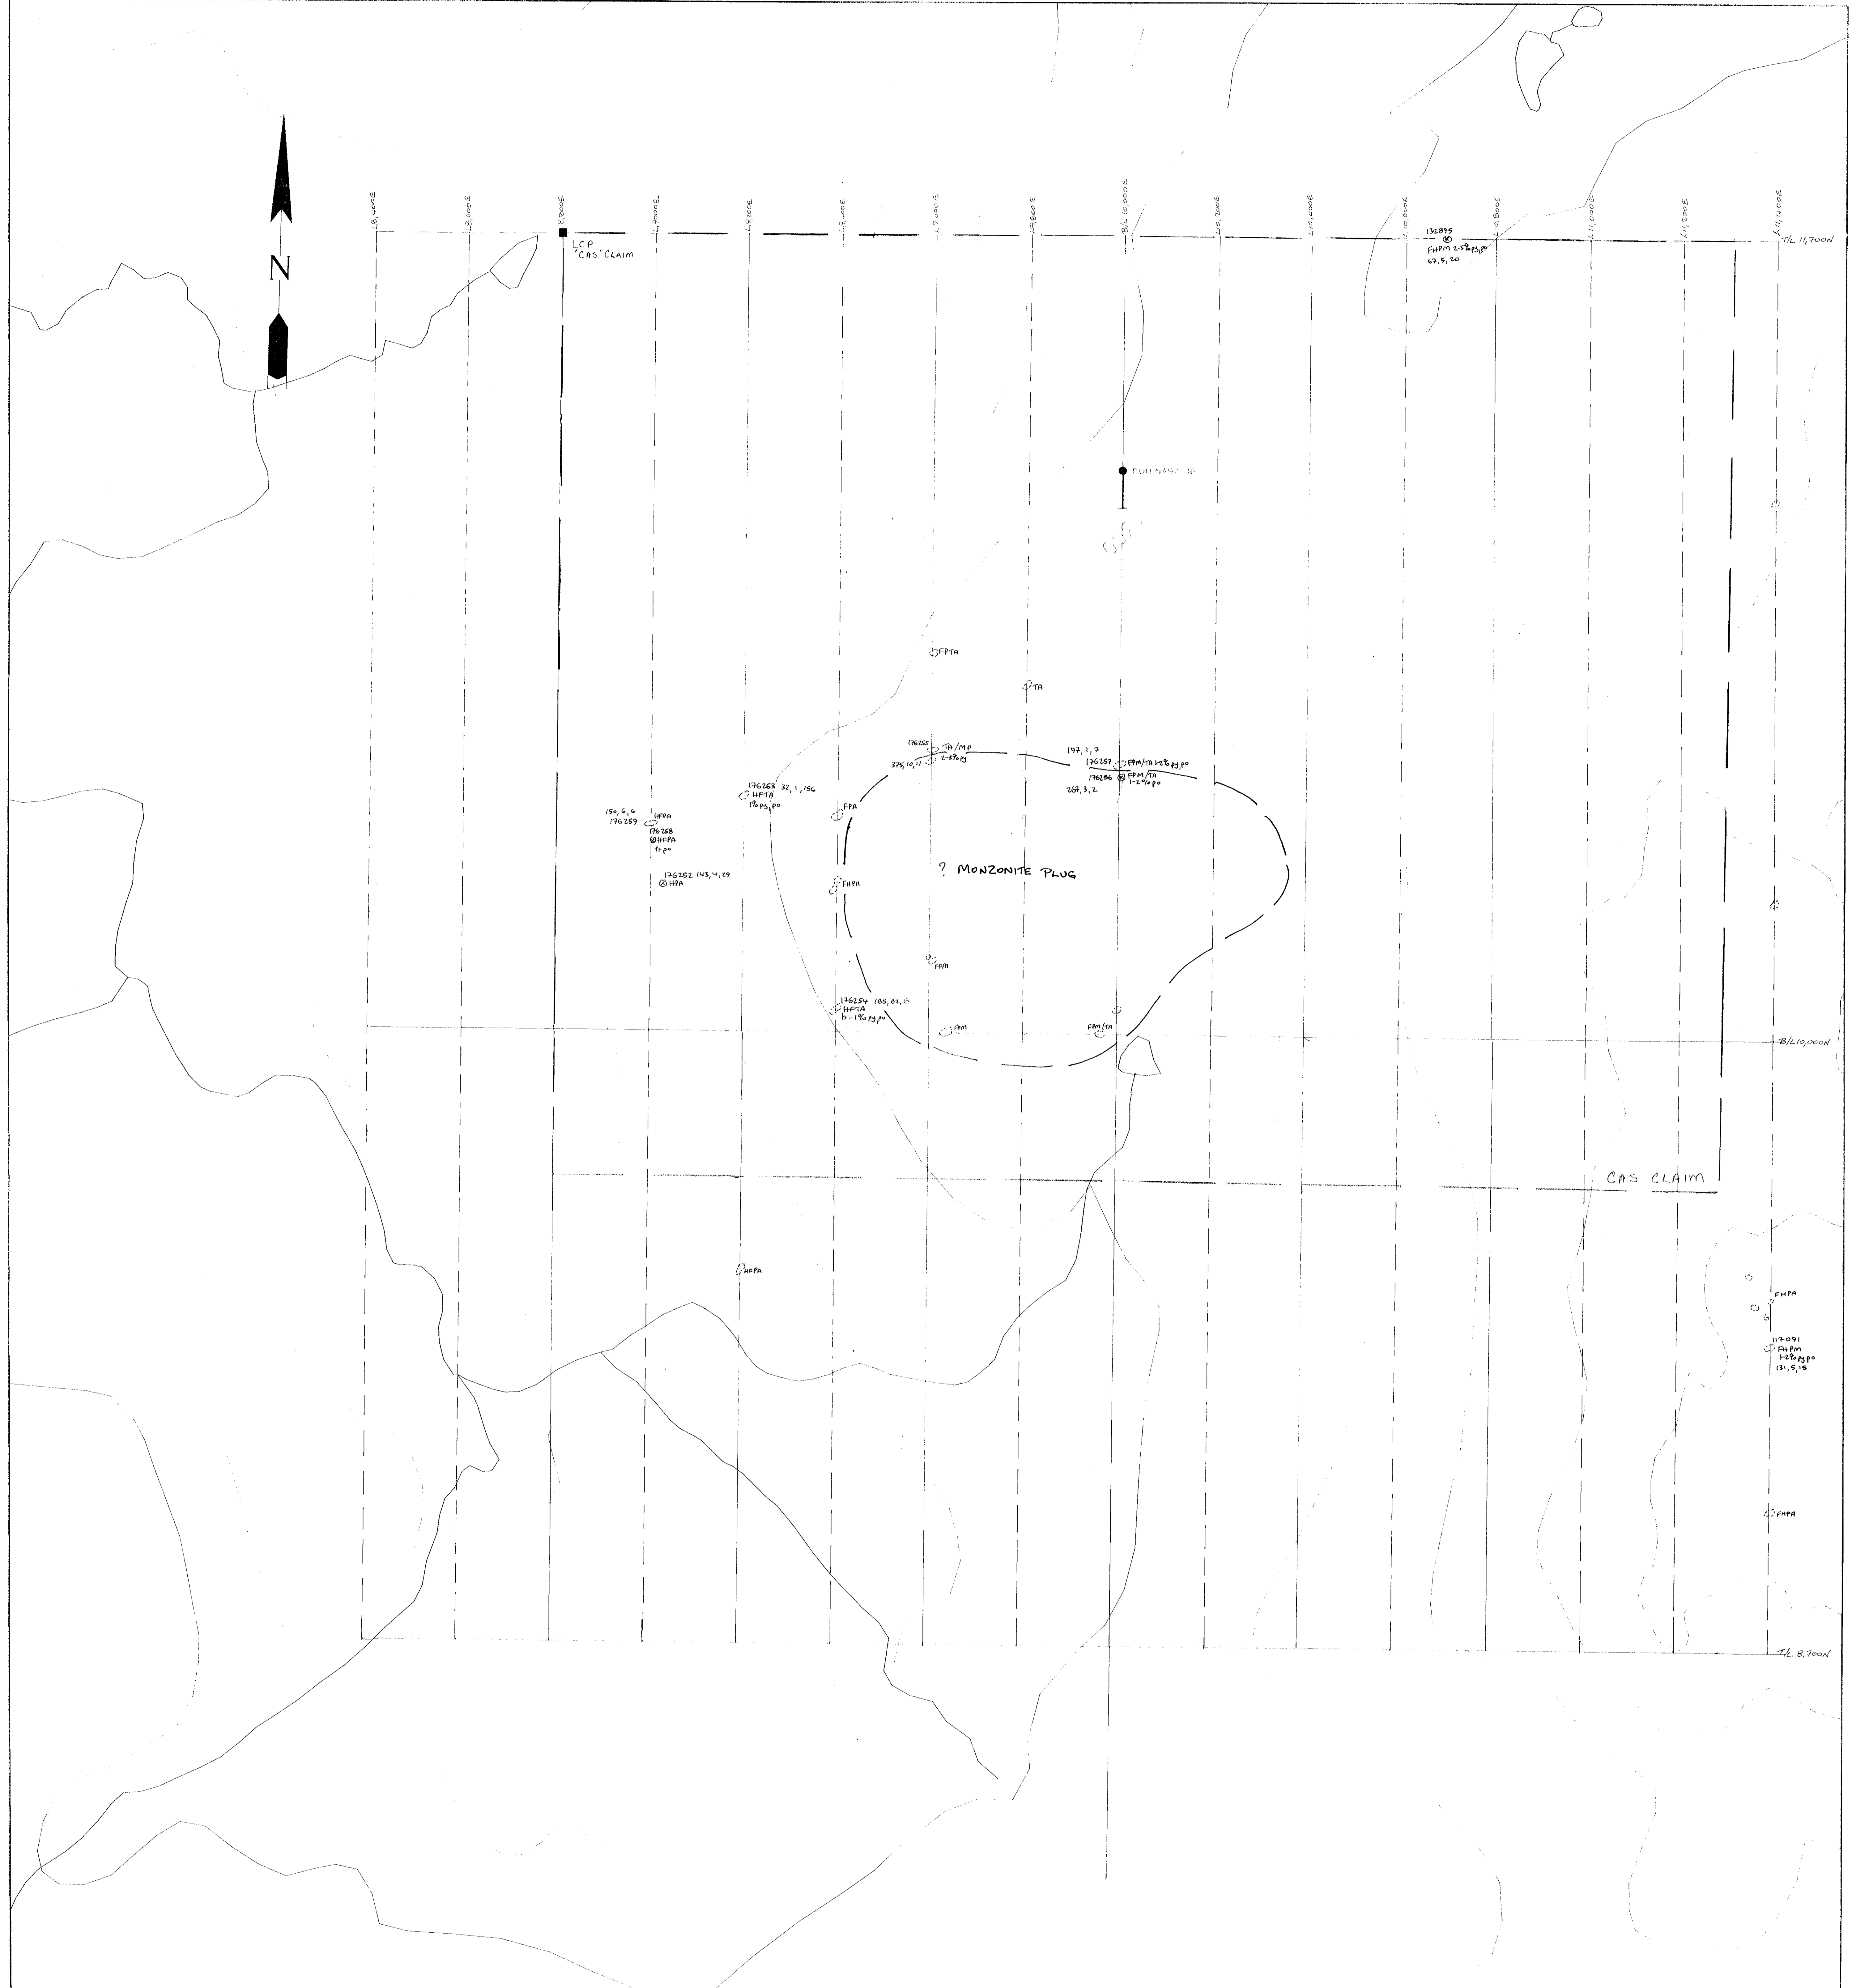 N
L8,400E
L8,600E
L8,800E
L9,000E
L9,200E
L9,400E
L9,600E
L9,800E
B/L 10,000E
L10,200E
L10,400E
L10,600E
L10,800E
L11,000E
L11,200E
L11,400E
T/L 11,700N
LCP
'CAS' CLAIM
132895
FHPM 2-5% py,po
67, 5, 20
FPTA
TA
176255
TA/MP
2-3% py
375, 10, 11
197, 1, 7
176257
FPM/TA 1-2% py, po
176256
FPM/TA
1-2% po
267, 3, 2
176253 32, 1, 156
HFTA
1% py, po
150, 6, 6
176259
HFPA
176258
HFPA
tr po
176252 143, 4, 29
HPA
FPA
FHPA
? MONZONITE PLUG
FPM
176254
HFTA
tr-1% py, po
FPM
FPM/TA
B/L 10,000N
CAS CLAIM
HFPA
FHPA
117091
FHPM
1-2% py po
131, 5, 15
FHPA
T/L 8,700N